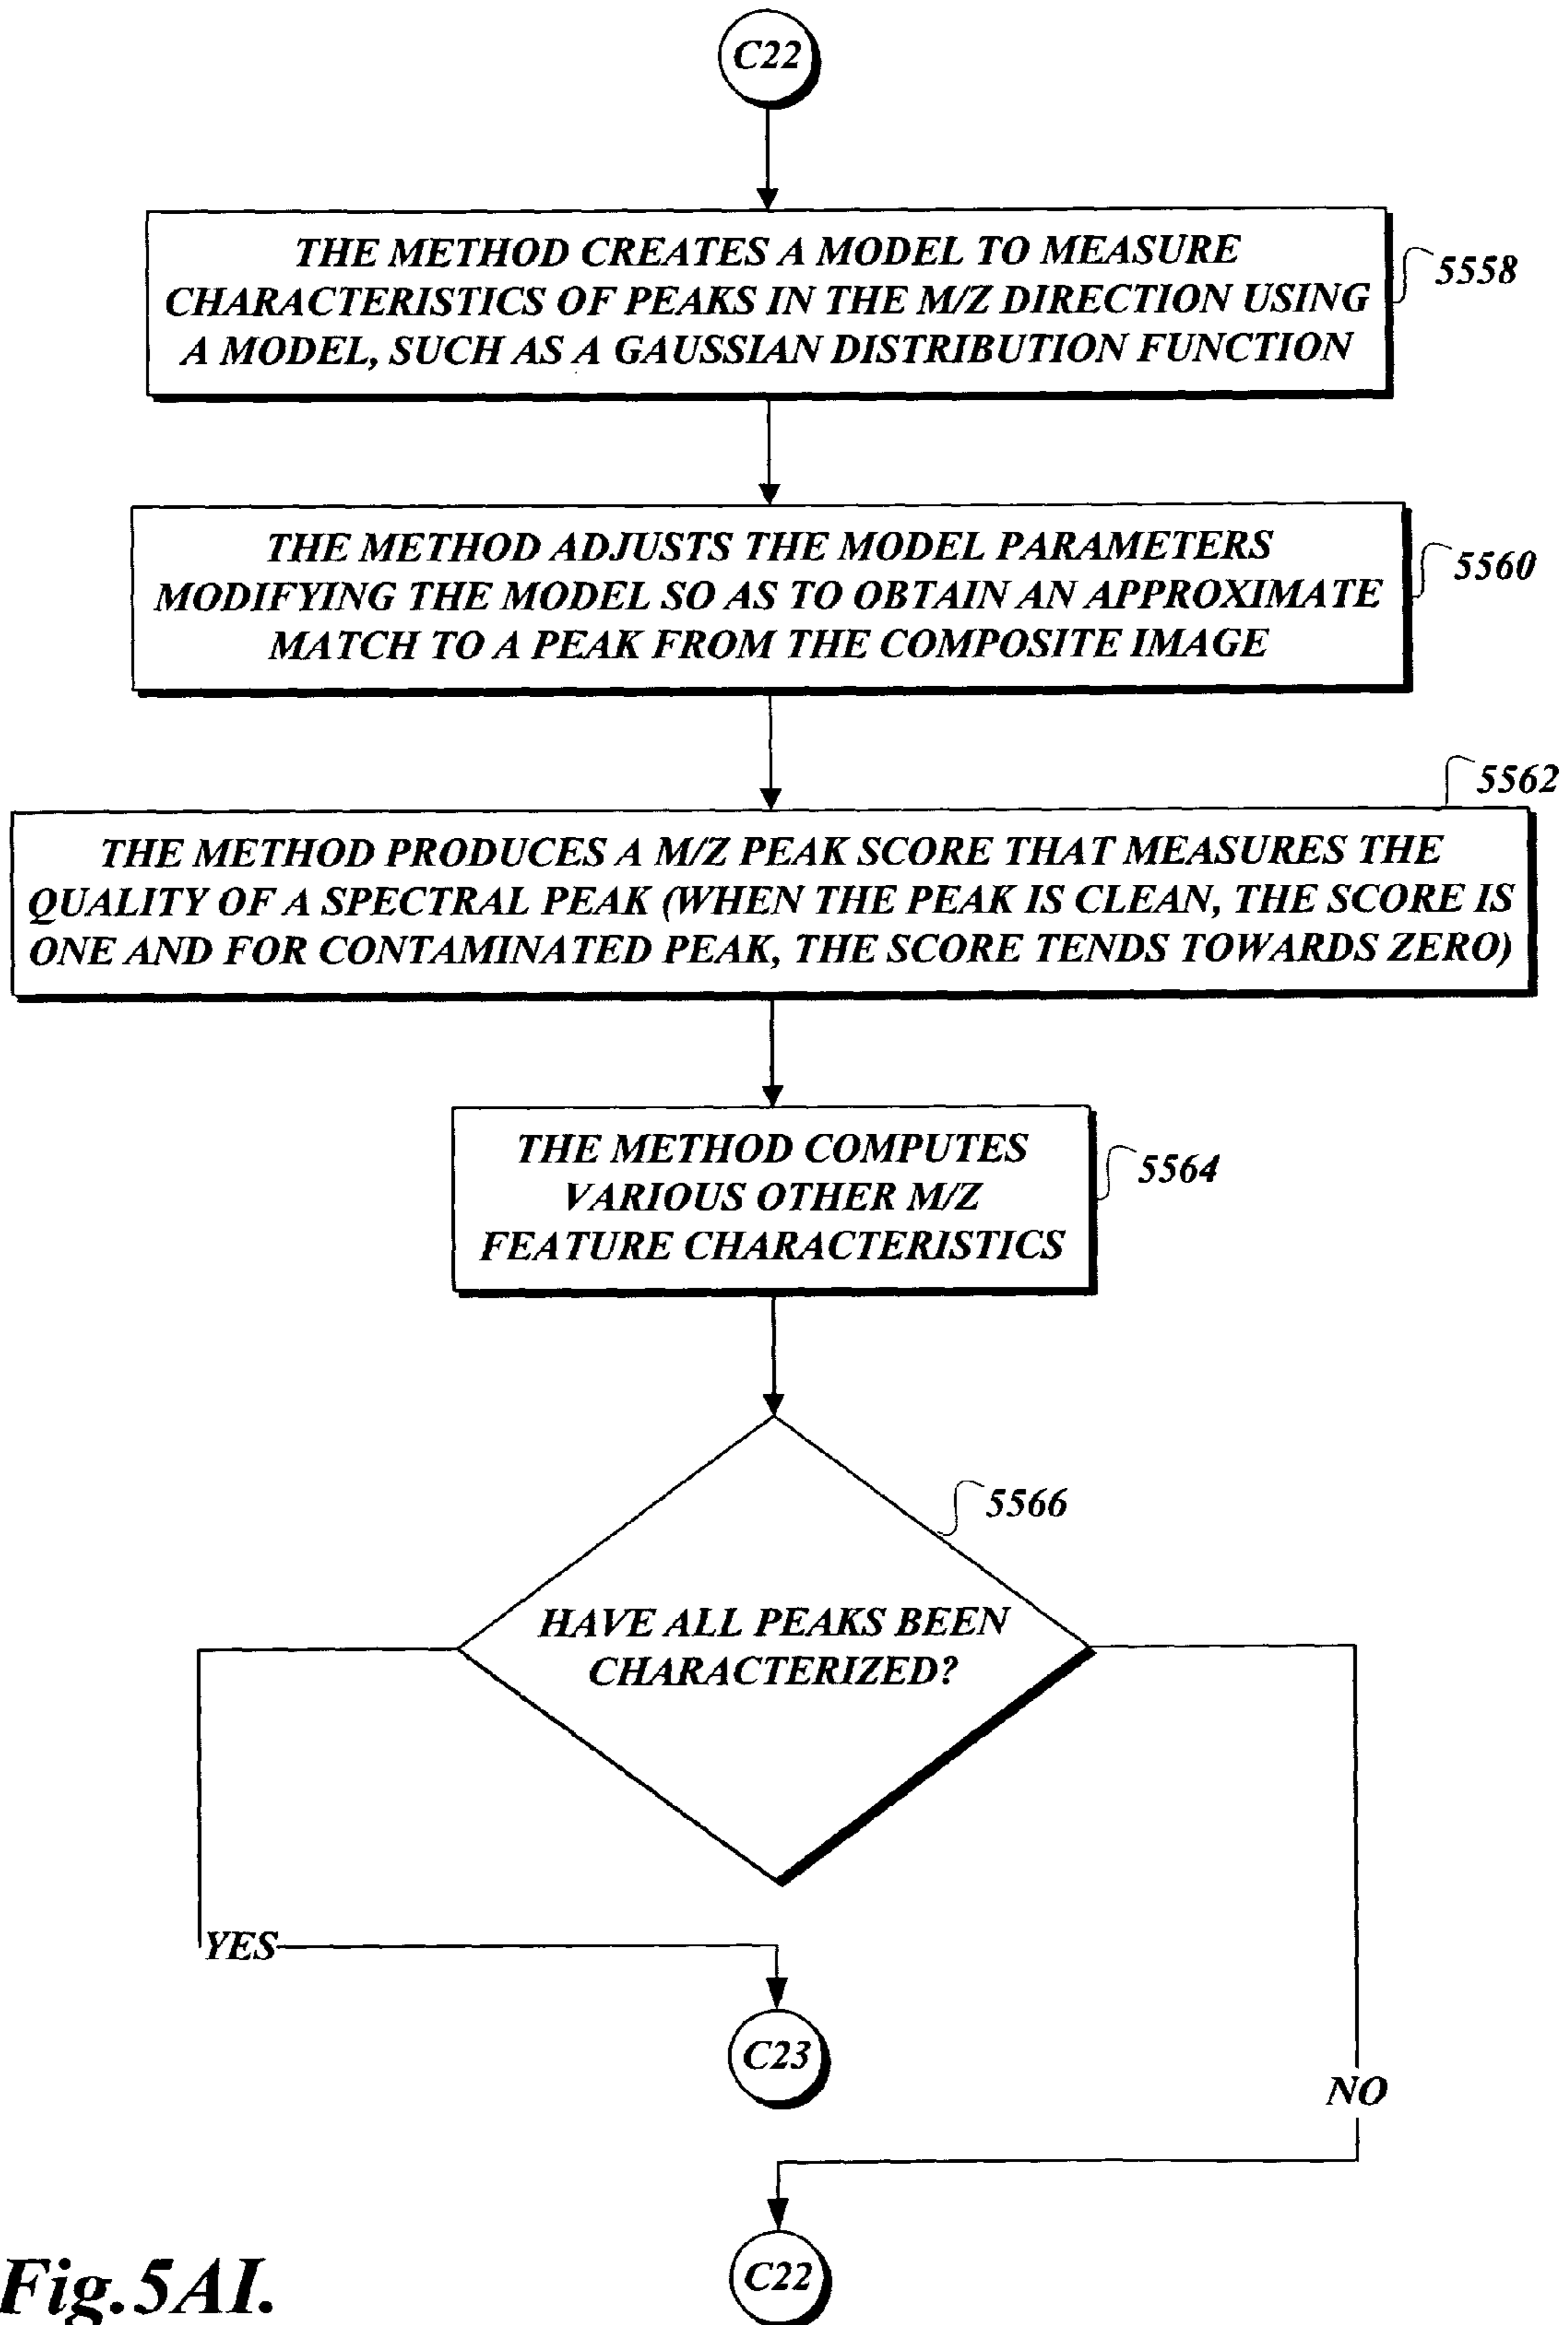 C22
THE METHOD CREATES A MODEL TO MEASURE
CHARACTERISTICS OF PEAKS IN THE M/Z DIRECTION USING
A MODEL, SUCH AS A GAUSSIAN DISTRIBUTION FUNCTION
5558
THE METHOD ADJUSTS THE MODEL PARAMETERS
MODIFYING THE MODEL SO AS TO OBTAIN AN APPROXIMATE
MATCH TO A PEAK FROM THE COMPOSITE IMAGE
5560
5562
THE METHOD PRODUCES A M/Z PEAK SCORE THAT MEASURES THE
QUALITY OF A SPECTRAL PEAK (WHEN THE PEAK IS CLEAN, THE SCORE IS
ONE AND FOR CONTAMINATED PEAK, THE SCORE TENDS TOWARDS ZERO)
THE METHOD COMPUTES
VARIOUS OTHER M/Z
FEATURE CHARACTERISTICS
5564
5566
HAVE ALL PEAKS BEEN
CHARACTERIZED?
YES
C23
NO
C22
Fig.5AI.